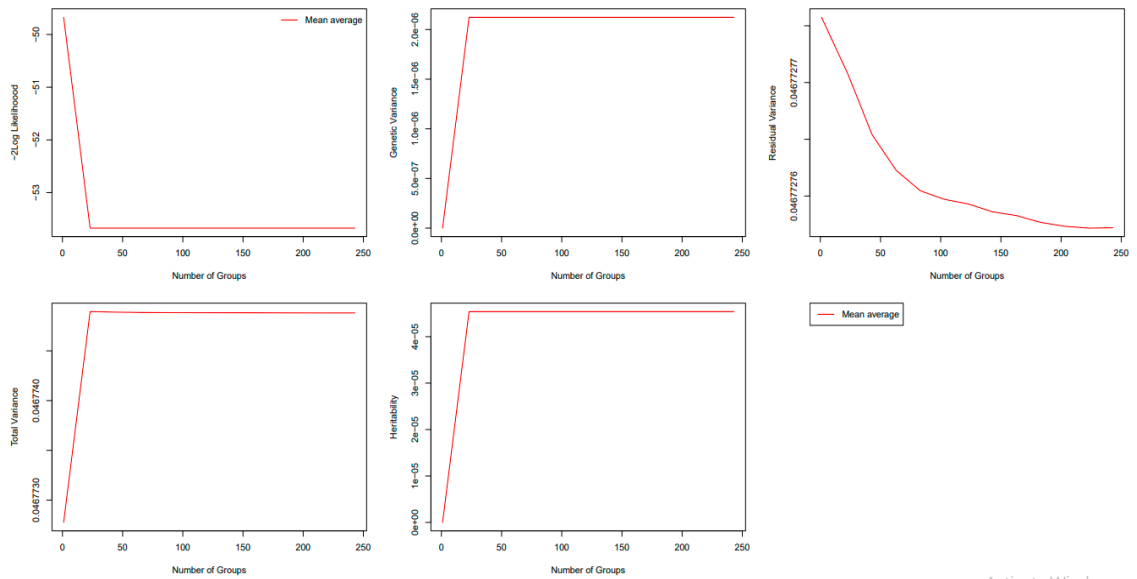 Mean average
-2Log Likelihoood
-50
-51
-52
-53
0 50 100 150 200 250
Number of Groups
Genetic Variance
2.0e-06
1.5e-06
1.0e-06
5.0e-07
0.0e+00
0 50 100 150 200 250
Number of Groups
Residual Variance
0.04677277
0.04677276
0 50 100 150 200 250
Number of Groups
Total Variance
0.0467740
0.0467730
0 50 100 150 200 250
Number of Groups
Heritability
4e-05
3e-05
2e-05
1e-05
0e+00
0 50 100 150 200 250
Number of Groups
Mean average